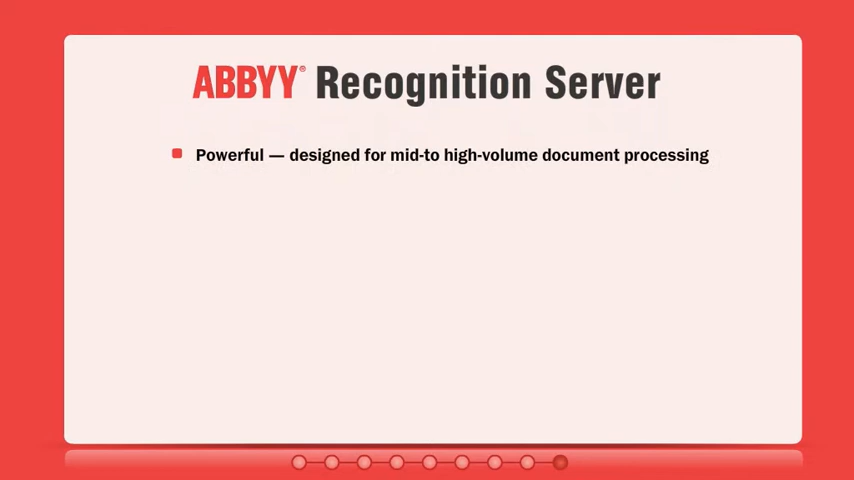 ABBYY® Recognition Server
Powerful — designed for mid-to high-volume document processing